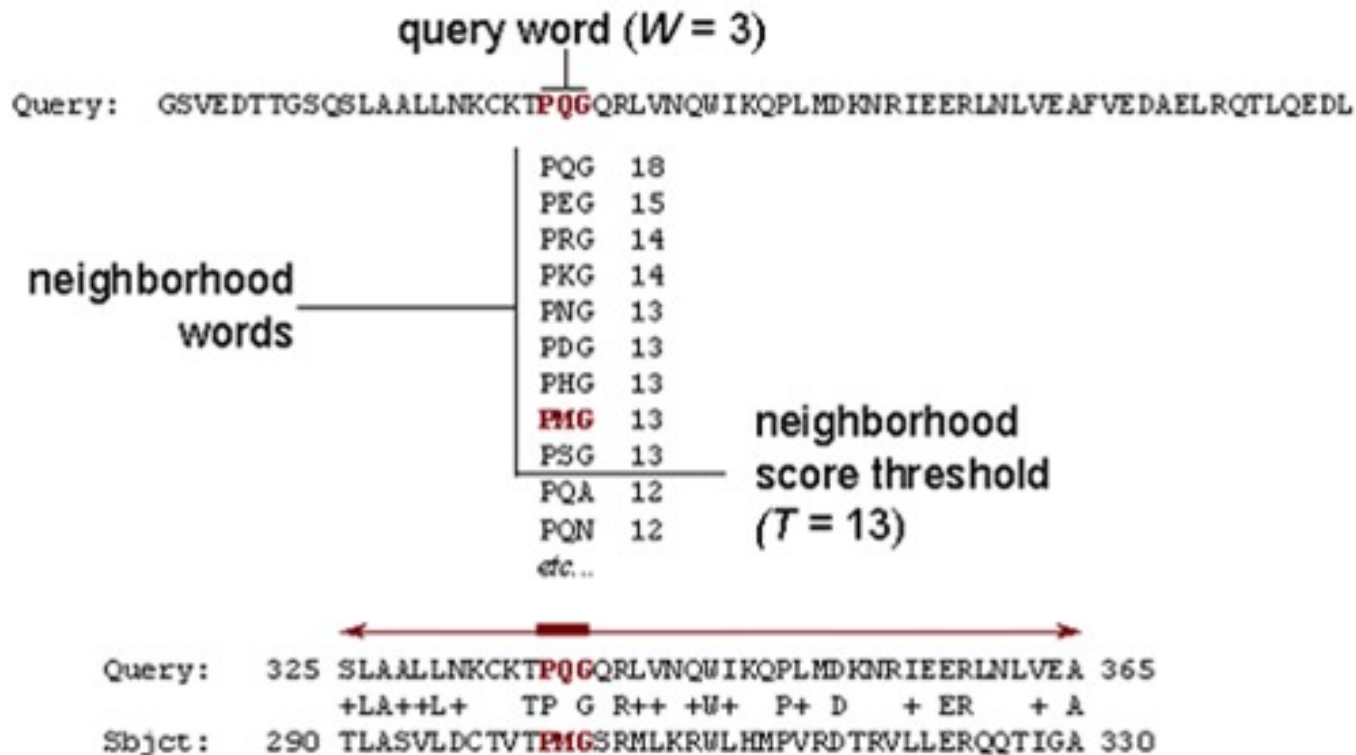 query word (W = 3)
Query: GSVEDTTGSQSLAALLNKCKTPQGQRLVNQWIKQPLMDKNRIEERLNLVEAFVEDAELRQTLQEDL
PQG 18
PEG 15
PRG 14
PKG 14
PNG 13
PDG 13
PHG 13
PMG 13
PSG 13
PQA 12
PQN 12
etc...
neighborhood
words
neighborhood
score threshold
(T = 13)
Query: 325 SLAALLNKCKTPQGQRLVNQWIKQPLMDKNRIEERLNLVEA 365
+LA++L+ TP G R++ +W+ P+ D + ER + A
Sbjct: 290 TLASVLDCTVTPMGSRMLKRWLHMPVRDTRVLLERQQTIGA 330